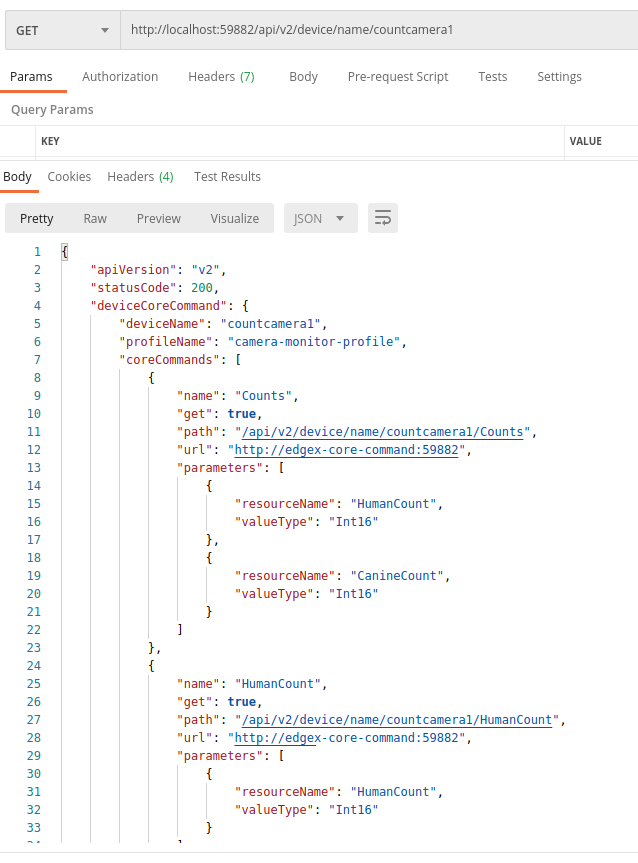 GET http://localhost:59882/api/v2/device/name/countcamera1
Params Authorization Headers (7) Body Pre-request Script Tests Settings
Query Params
KEY VALUE
Body Cookies Headers (4) Test Results
Pretty Raw Preview Visualize JSON
1 {
2 "apiVersion": "v2",
3 "statusCode": 200,
4 "deviceCoreCommand": {
5 "deviceName": "countcamera1",
6 "profileName": "camera-monitor-profile",
7 "coreCommands": [
8 {
9 "name": "Counts",
10 "get": true,
11 "path": "/api/v2/device/name/countcamera1/Counts",
12 "url": "http://edgex-core-command:59882",
13 "parameters": [
14 {
15 "resourceName": "HumanCount",
16 "valueType": "Int16"
17 },
18 {
19 "resourceName": "CanineCount",
20 "valueType": "Int16"
21 }
22 ]
23 },
24 {
25 "name": "HumanCount",
26 "get": true,
27 "path": "/api/v2/device/name/countcamera1/HumanCount",
28 "url": "http://edgex-core-command:59882",
29 "parameters": [
30 {
31 "resourceName": "HumanCount",
32 "valueType": "Int16"
33 }